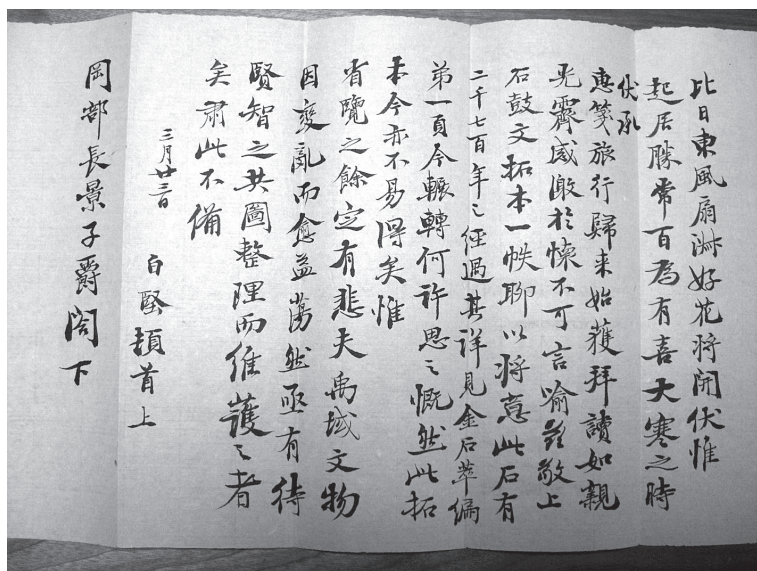 比日東風扇淋好花将開伏惟
起居勝常百為有喜大寒之時
伏承
惠箋旅行歸来始獲拜讀如親
光霽感激於懷不可言喻茲敬上
石鼓文拓本一帙聊以将意此石有
二千七百年之經過其詳見金石萃編
第一頁今輾轉何許思之慨然此拓
本今亦不易得矣惟
省覽之餘定有悲夫禹域文物
因變亂而愈益蕩然亟有待
賢智之共圖整理而維護之者
矣肅此不備
三月廿三日
白堅頓首上
岡部長景子爵閣下